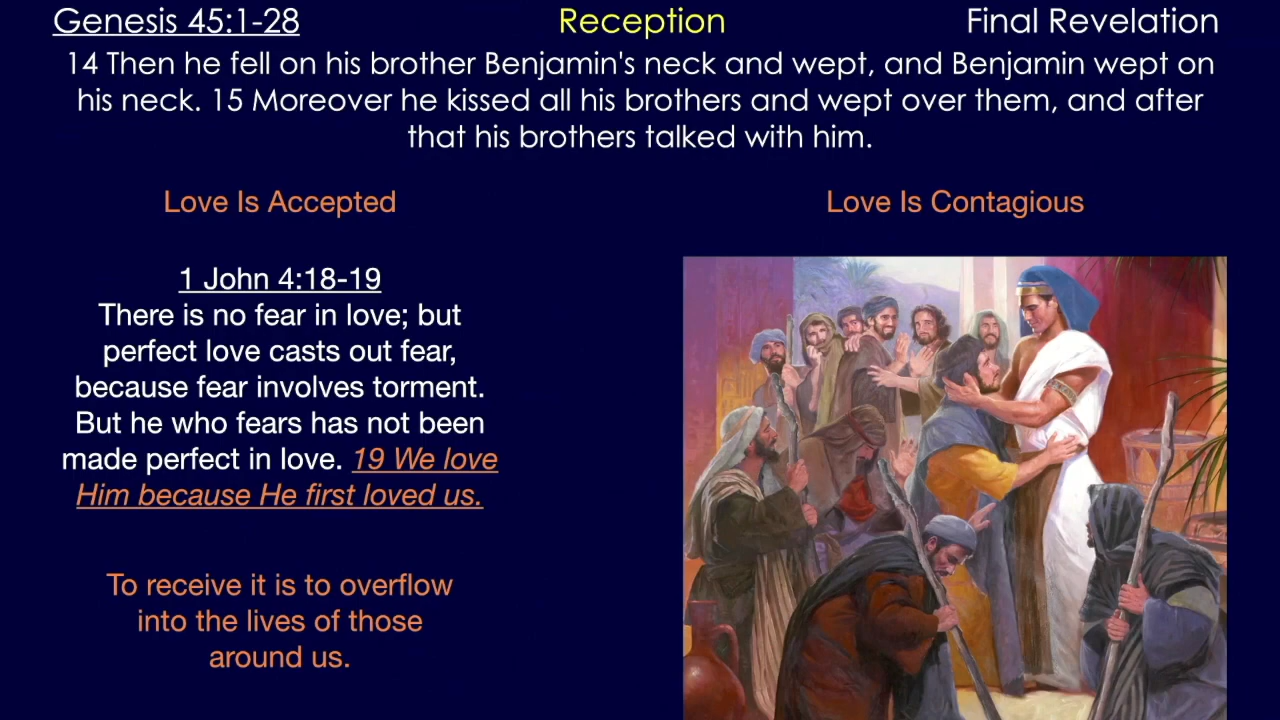 Genesis 45:1-28 Reception Final Revelation
14 Then he fell on his brother Benjamin's neck and wept, and Benjamin wept on
his neck. 15 Moreover he kissed all his brothers and wept over them, and after
that his brothers talked with him.
Love Is Accepted
1 John 4:18-19
There is no fear in love; but
perfect love casts out fear,
because fear involves torment.
But he who fears has not been
made perfect in love. 19 We love
Him because He first loved us.
To receive it is to overflow
into the lives of those
around us.
Love Is Contagious